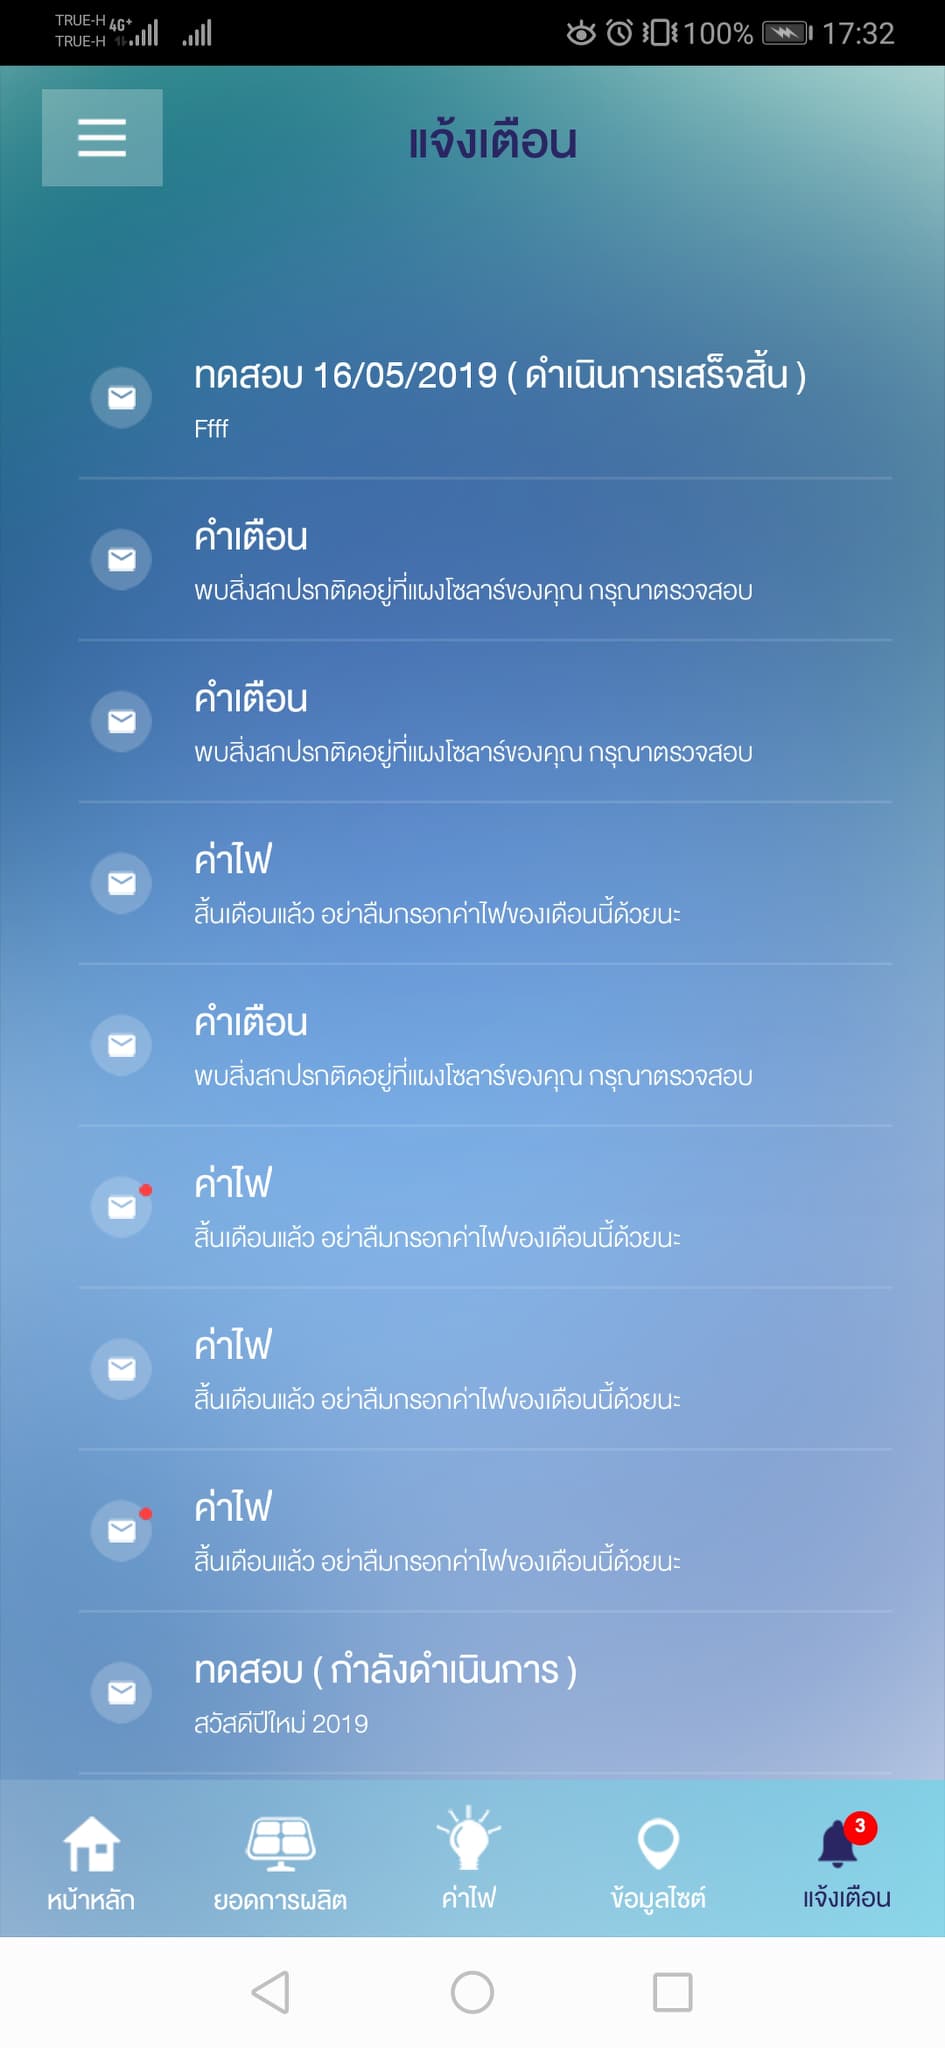 TRUE-H 4G+
TRUE-H
100% 17:32
แจ้งเตือน
ทดสอบ 16/05/2019 ( ดำเนินการเสร็จสิ้น )
Ffff
คำเตือน
พบสิ่งสกปรกติดอยู่ที่แผงโซลาร์ของคุณ กรุณาตรวจสอบ
คำเตือน
พบสิ่งสกปรกติดอยู่ที่แผงโซลาร์ของคุณ กรุณาตรวจสอบ
ค่าไฟ
สิ้นเดือนแล้ว อย่าลืมกรอกค่าไฟของเดือนนี้ด้วยนะ
คำเตือน
พบสิ่งสกปรกติดอยู่ที่แผงโซลาร์ของคุณ กรุณาตรวจสอบ
ค่าไฟ
สิ้นเดือนแล้ว อย่าลืมกรอกค่าไฟของเดือนนี้ด้วยนะ
ค่าไฟ
สิ้นเดือนแล้ว อย่าลืมกรอกค่าไฟของเดือนนี้ด้วยนะ
ค่าไฟ
สิ้นเดือนแล้ว อย่าลืมกรอกค่าไฟของเดือนนี้ด้วยนะ
ทดสอบ ( กำลังดำเนินการ )
สวัสดีปีใหม่ 2019
3
หน้าหลัก ยอดการผลิต ค่าไฟ ข้อมูลไซต์ แจ้งเตือน